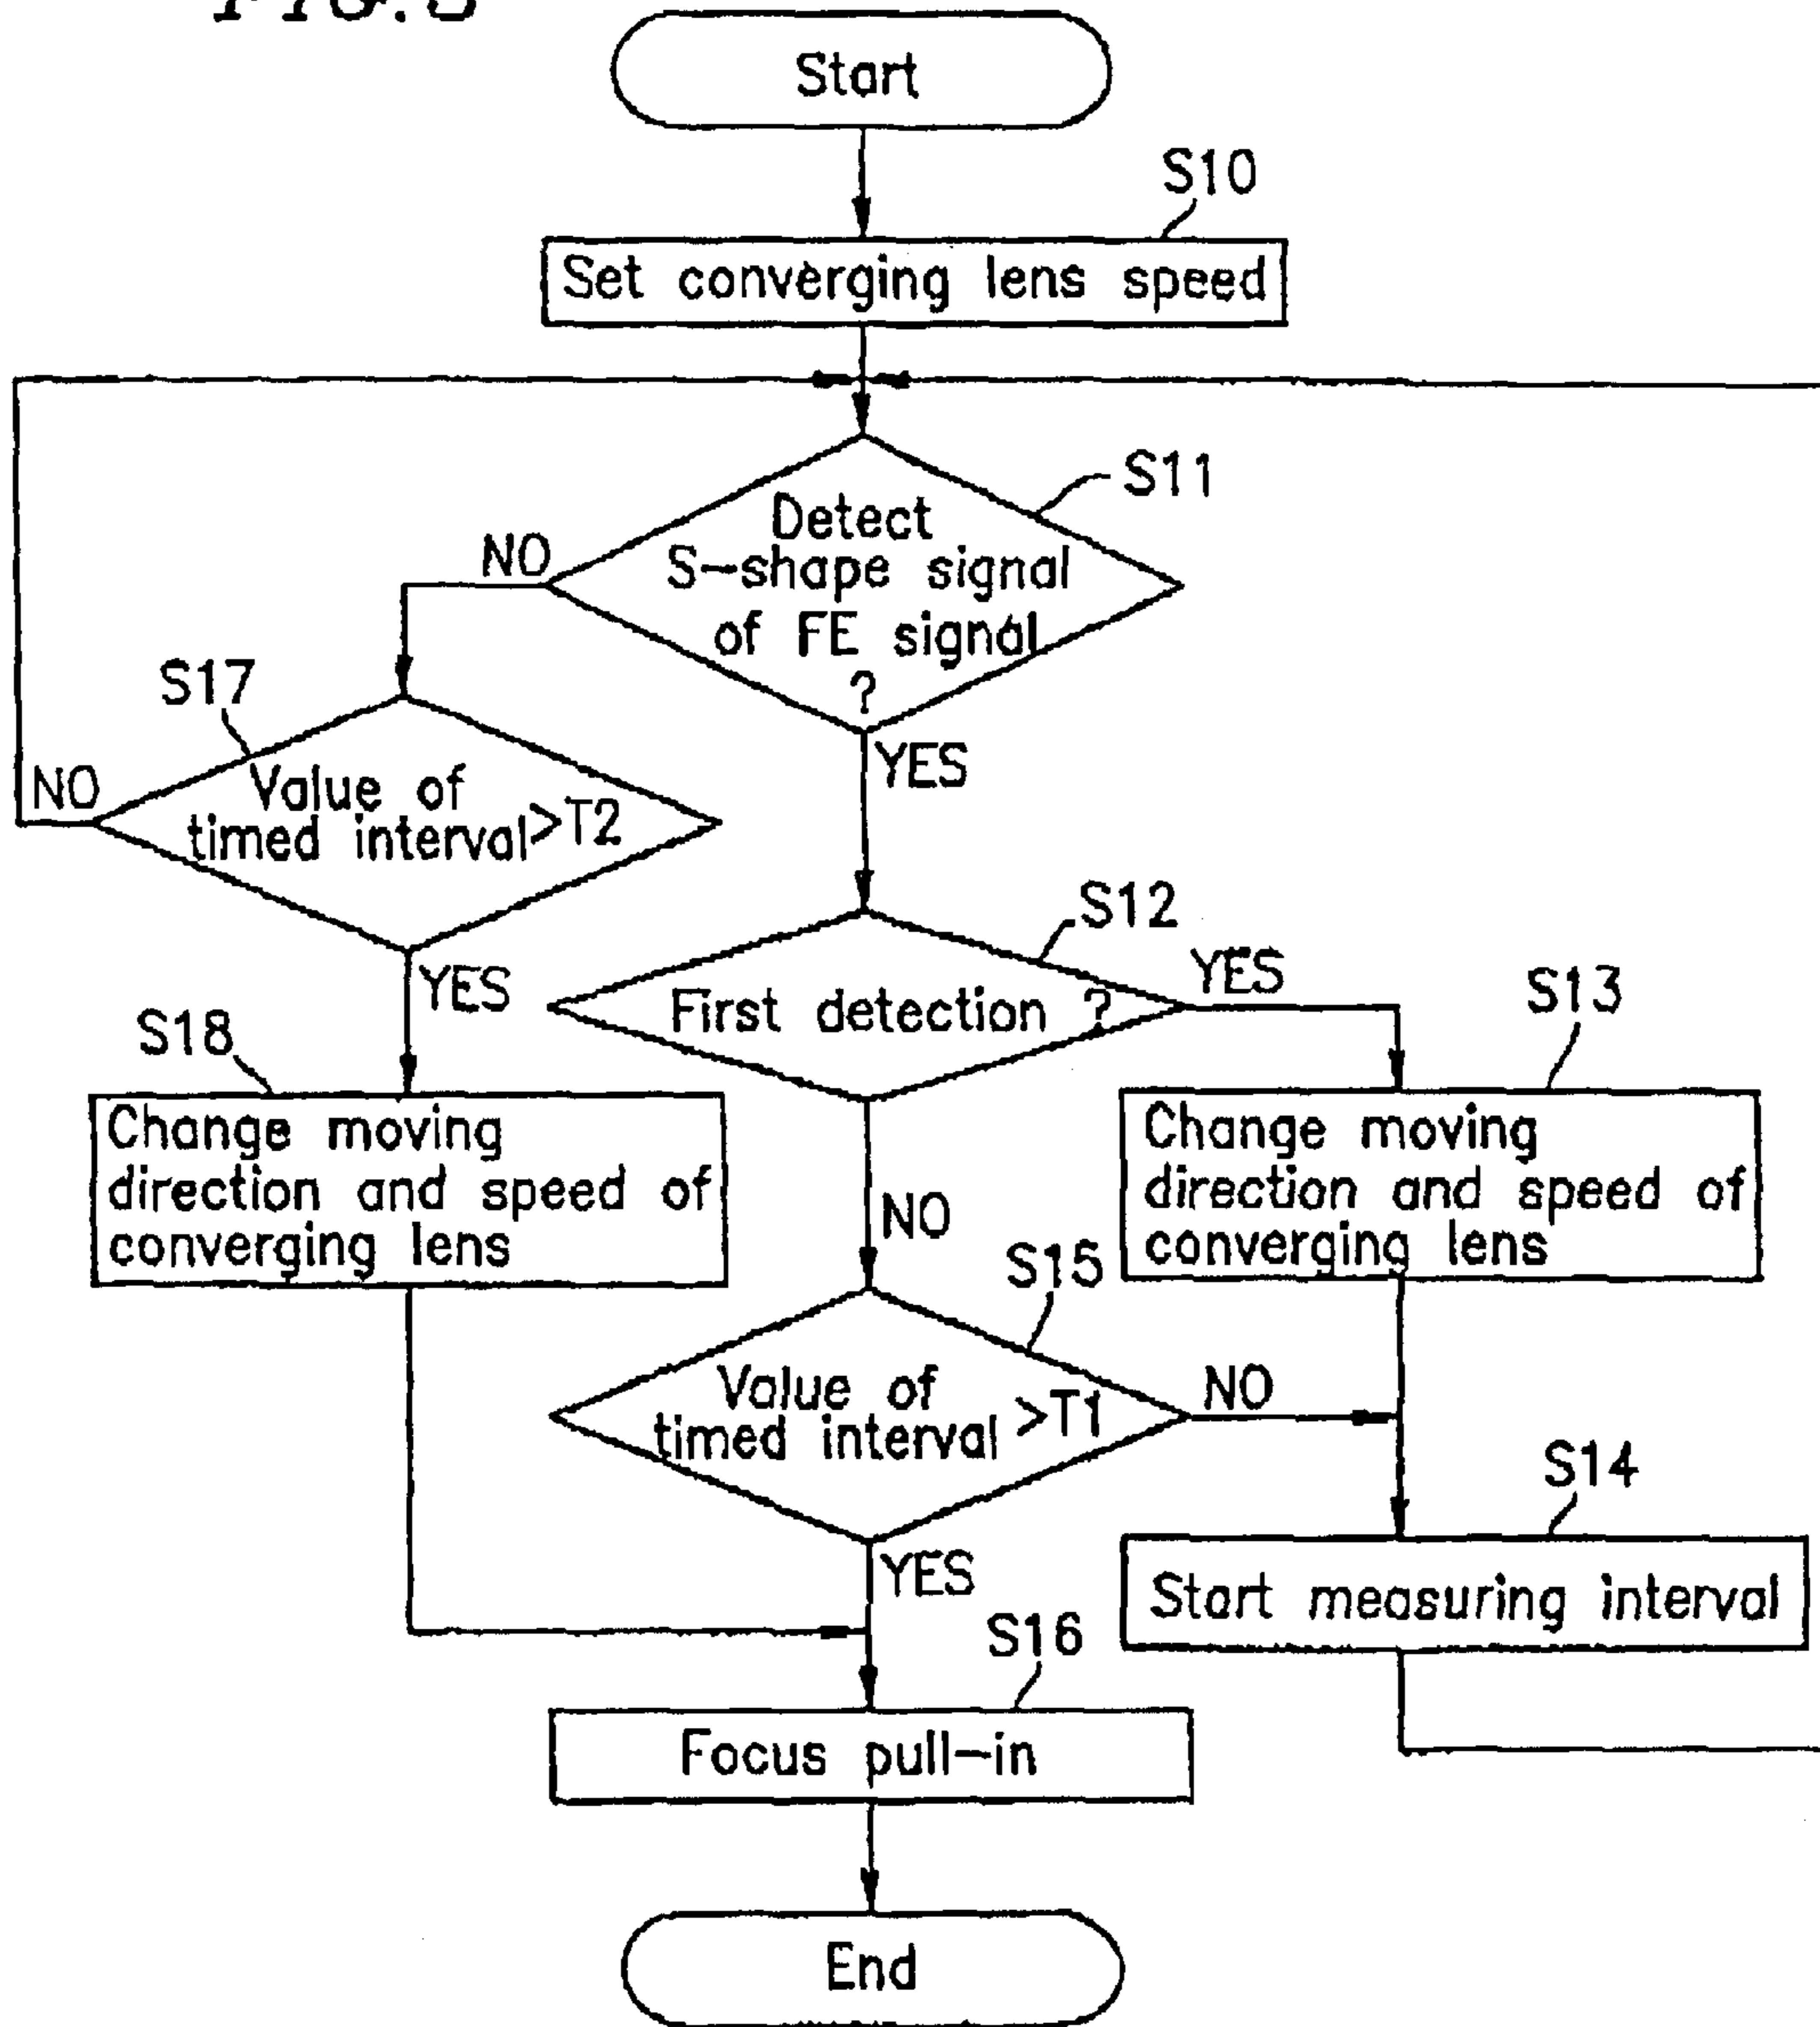 Start
S10
Set converging lens speed
S11
Detect
S-shape signal
of FE signal
?
NO
YES
S17
Value of
timed interval>T2
NO
YES
S12
First detection ?
YES
NO
S13
Change moving
direction and speed of
converging lens
S18
Change moving
direction and speed of
converging lens
S15
Value of
timed interval >T1
NO
YES
S14
Start measuring interval
S16
Focus pull-in
End